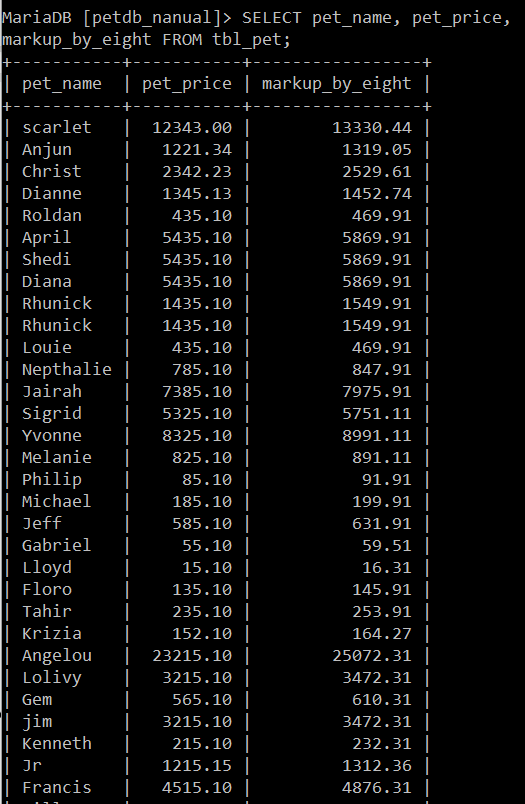 MariaDB [petdb_nanual]> SELECT pet_name, pet_price,
markup_by_eight FROM tbl_pet;
+-----------+-----------+-----------------+
| pet_name  | pet_price | markup_by_eight |
+-----------+-----------+-----------------+
| scarlet   |  12343.00 |        13330.44 |
| Anjun     |   1221.34 |         1319.05 |
| Christ    |   2342.23 |         2529.61 |
| Dianne    |   1345.13 |         1452.74 |
| Roldan    |    435.10 |          469.91 |
| April     |   5435.10 |         5869.91 |
| Shedi     |   5435.10 |         5869.91 |
| Diana     |   5435.10 |         5869.91 |
| Rhunick   |   1435.10 |         1549.91 |
| Rhunick   |   1435.10 |         1549.91 |
| Louie     |    435.10 |          469.91 |
| Nepthalie |    785.10 |          847.91 |
| Jairah    |   7385.10 |         7975.91 |
| Sigrid    |   5325.10 |         5751.11 |
| Yvonne    |   8325.10 |         8991.11 |
| Melanie   |    825.10 |          891.11 |
| Philip    |     85.10 |           91.91 |
| Michael   |    185.10 |          199.91 |
| Jeff      |    585.10 |          631.91 |
| Gabriel   |     55.10 |           59.51 |
| Lloyd     |     15.10 |           16.31 |
| Floro     |    135.10 |          145.91 |
| Tahir     |    235.10 |          253.91 |
| Krizia    |    152.10 |          164.27 |
| Angelou   |  23215.10 |        25072.31 |
| Lolivy    |   3215.10 |         3472.31 |
| Gem       |    565.10 |          610.31 |
| jim       |   3215.10 |         3472.31 |
| Kenneth   |    215.10 |          232.31 |
| Jr        |   1215.15 |         1312.36 |
| Francis   |   4515.10 |         4876.31 |